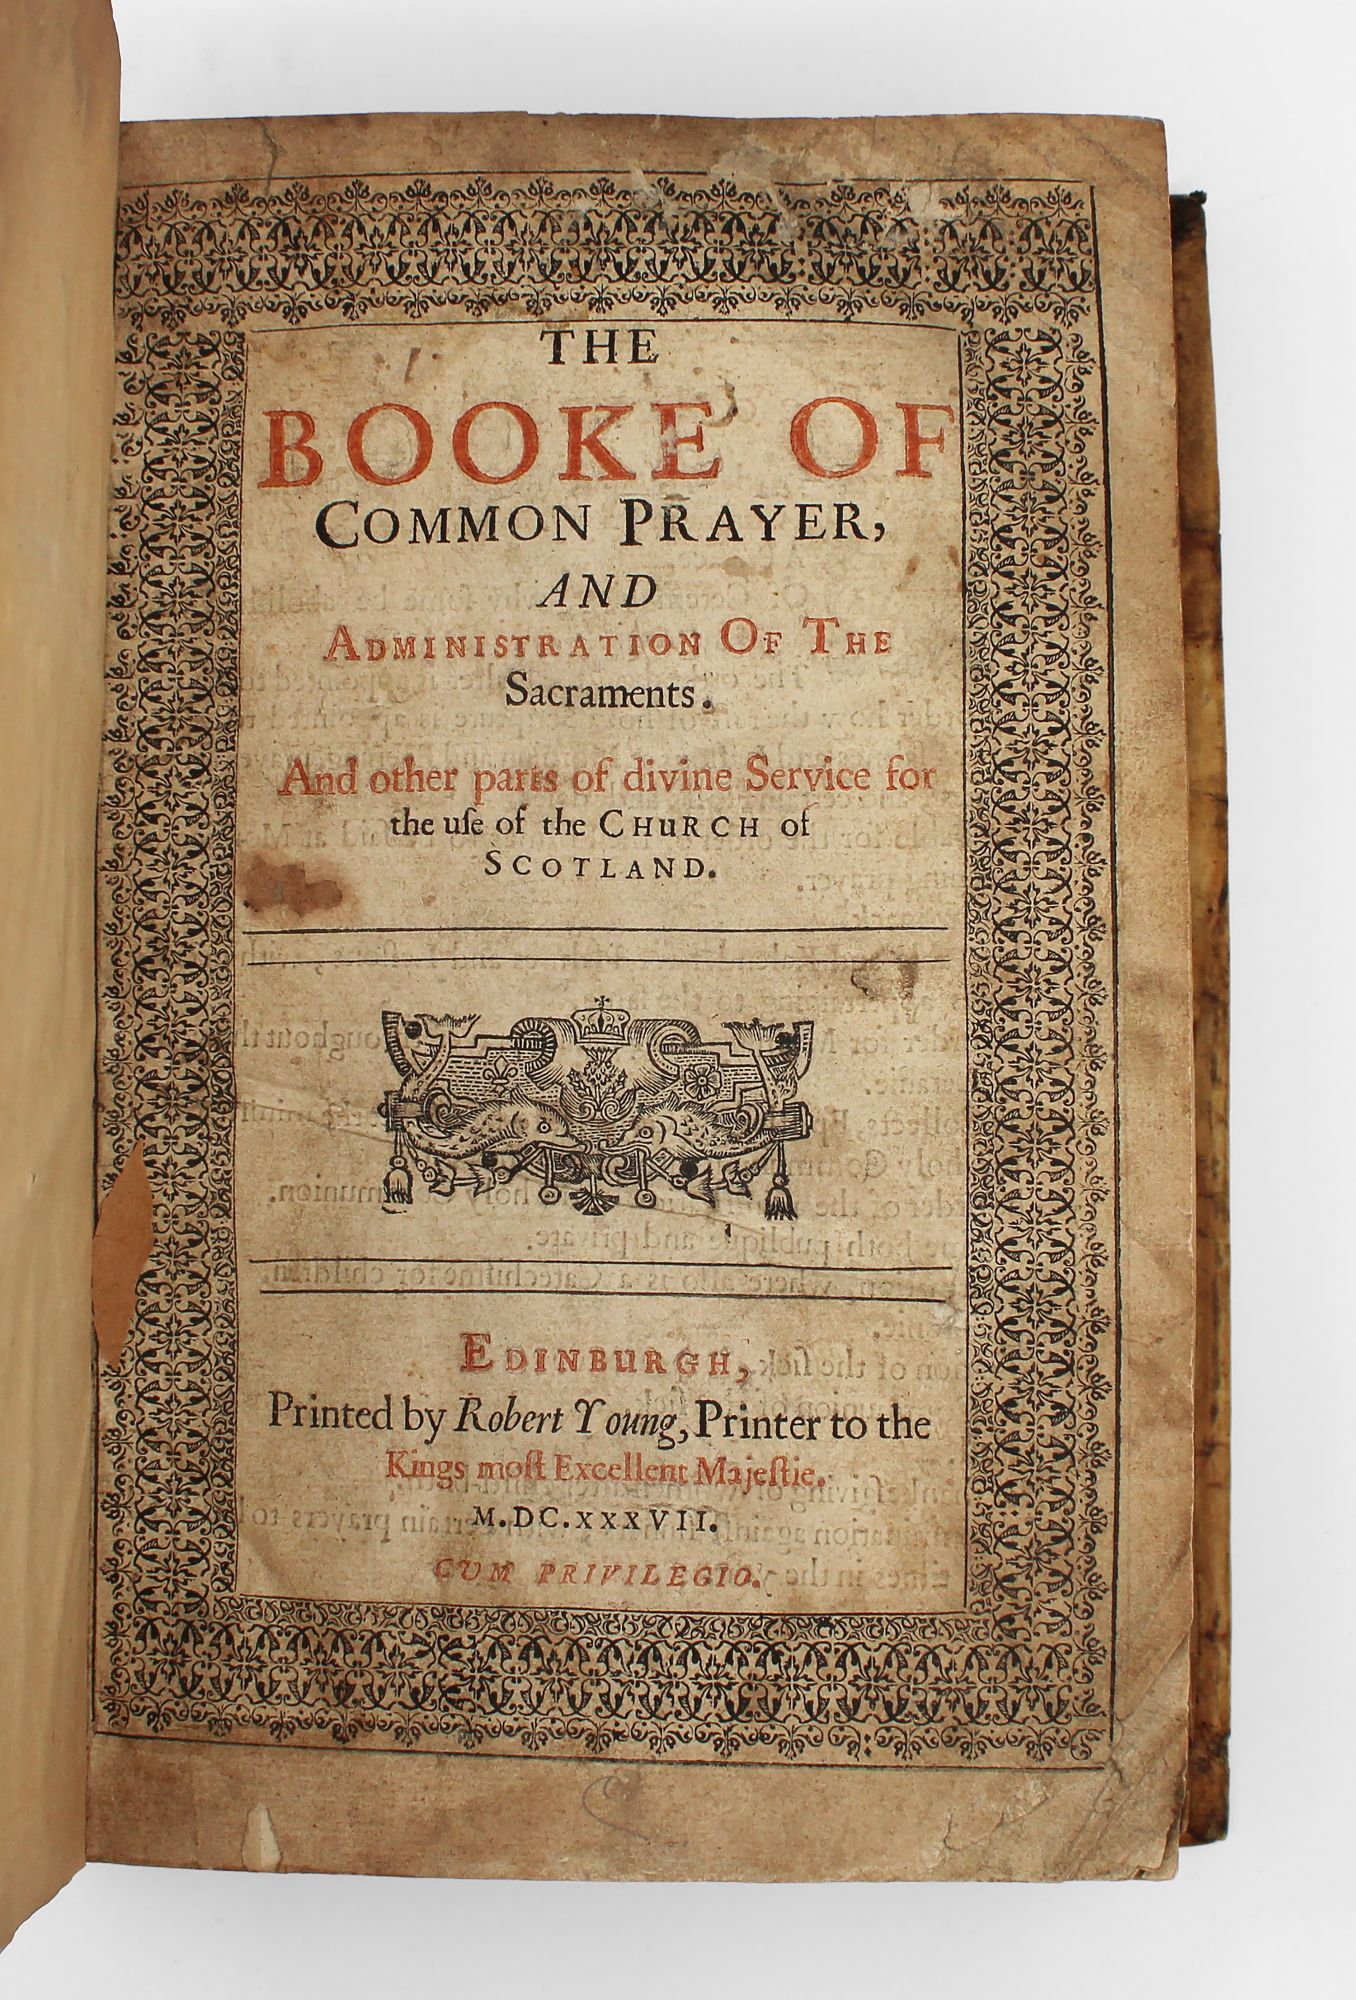 THE
BOOKE OF
COMMON PRAYER,
AND
ADMINISTRATION OF THE
Sacraments.
And other parts of divine Service for
the uſe of the CHuRCH of
SCOTLAND.
EDINBuRGH,
Printed by Robert Young, Printer to the
Kings moſt Excellent Majeſtie.
M.DC.XXXVII.
CVM PRIVILEGIO.